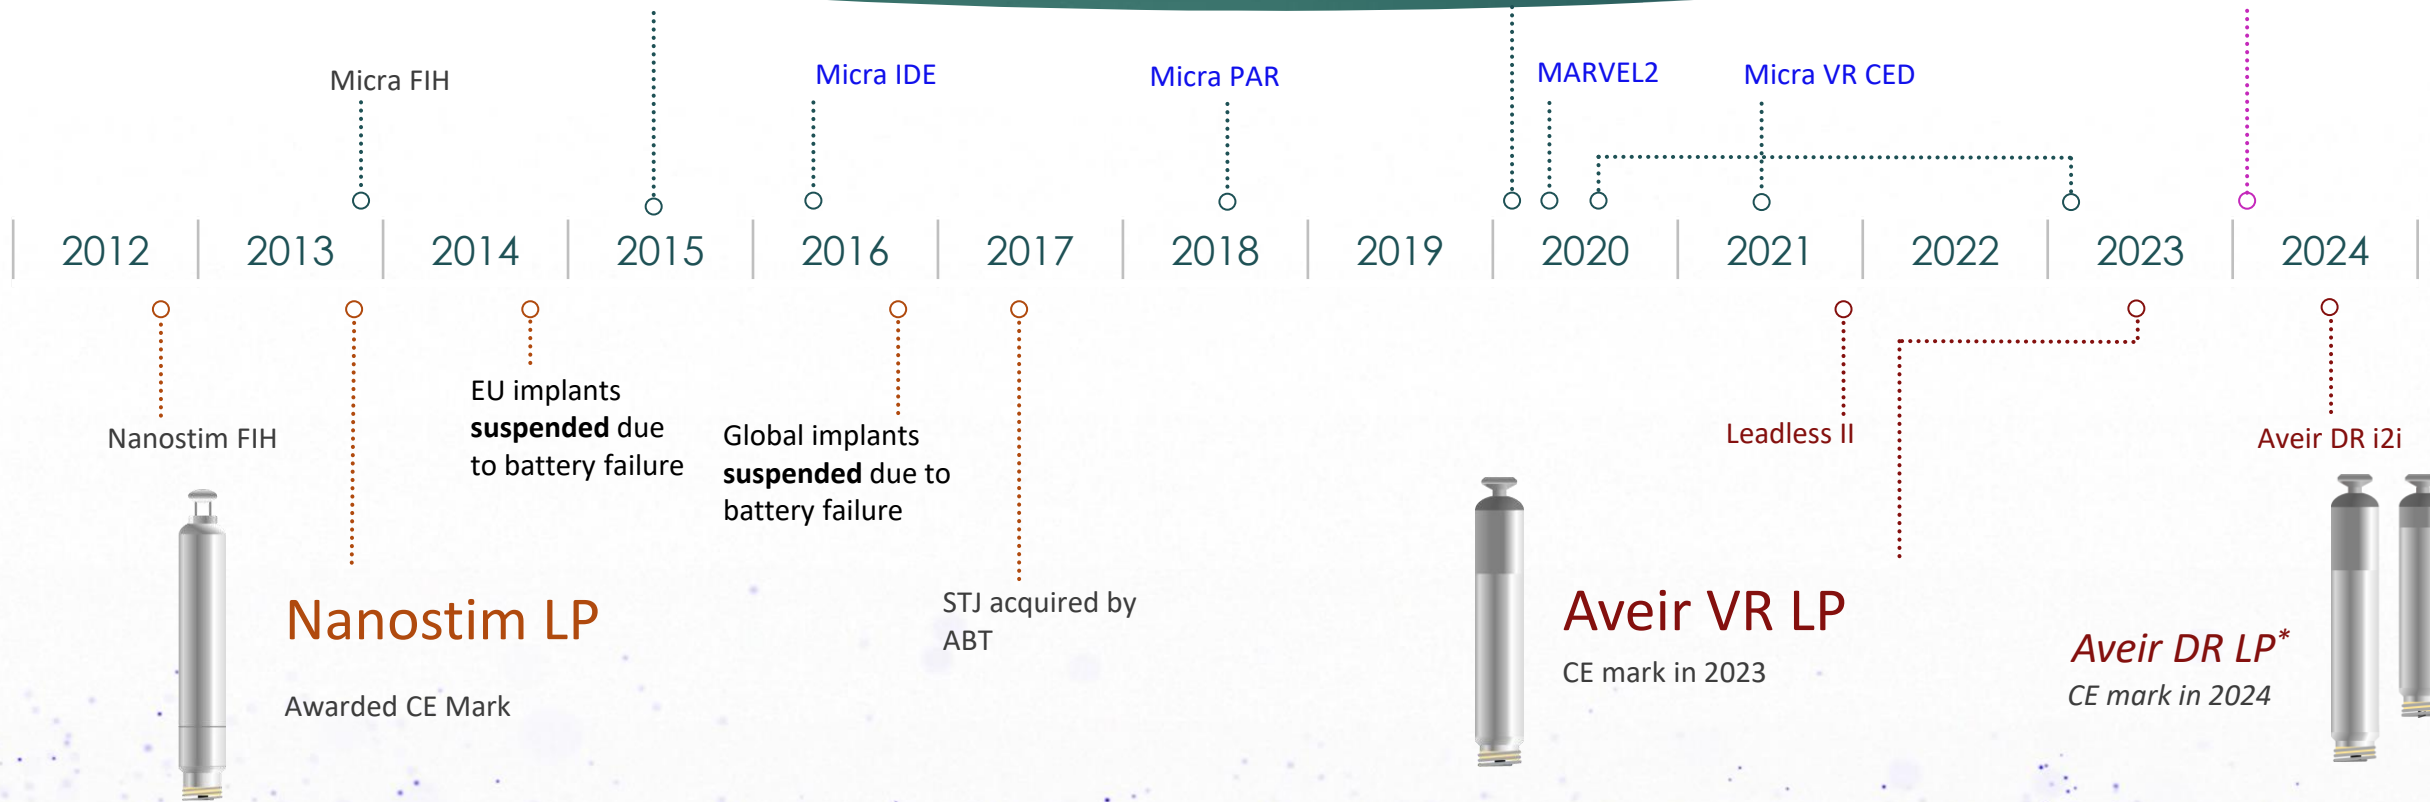 Micra FIH
Micra IDE
Micra PAR
MARVEL2
Micra VR CED
2012 2013 2014 2015 2016 2017 2018 2019 2020 2021 2022 2023 2024
Nanostim FIH
EU implants
suspended due
to battery failure
Global implants
suspended due to
battery failure
Leadless II
Aveir DR i2i
Nanostim LP
Awarded CE Mark
STJ acquired by
ABT
Aveir VR LP
CE mark in 2023
Aveir DR LP*
CE mark in 2024